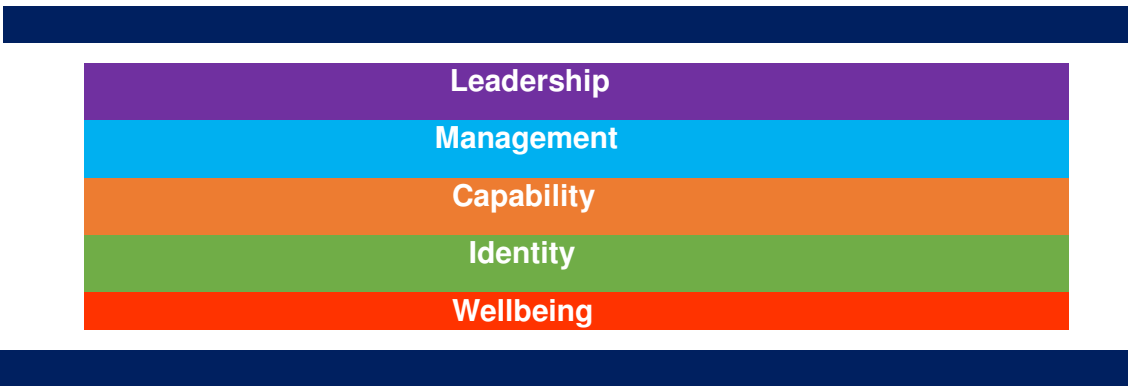 Leadership
Management
Capability
Identity
Wellbeing